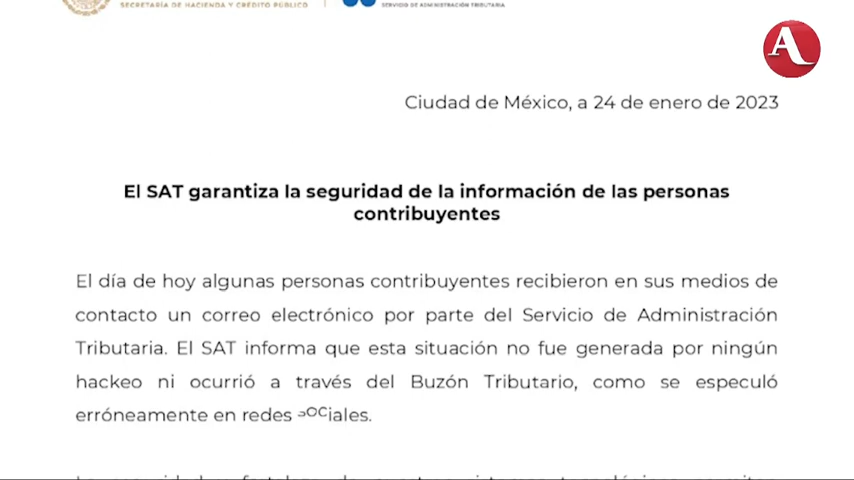 SECRETARÍA DE HACIENDA Y CRÉDITO PÚBLICO
SERVICIO DE ADMINISTRACIÓN TRIBUTARIA
A
Ciudad de México, a 24 de enero de 2023
El SAT garantiza la seguridad de la información de las personas
contribuyentes
El día de hoy algunas personas contribuyentes recibieron en sus medios de
contacto un correo electrónico por parte del Servicio de Administración
Tributaria. El SAT informa que esta situación no fue generada por ningún
hackeo ni ocurrió a través del Buzón Tributario, como se especuló
erróneamente en redes sociales.